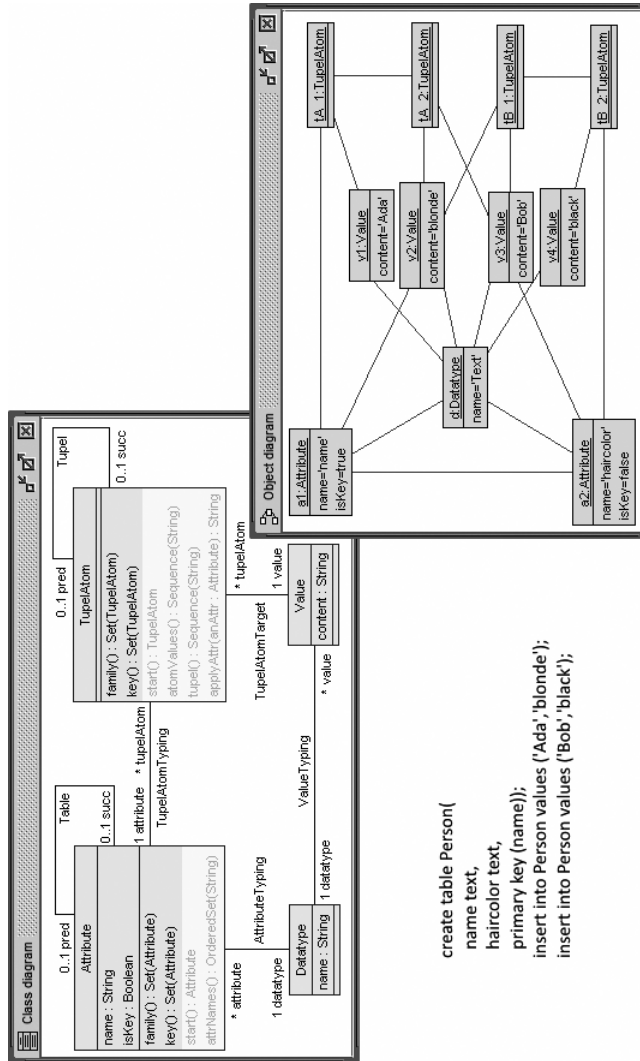 Class diagram
0..1 pred
Table
Attribute
0..1 succ
name : String
isKey : Boolean
family() : Set(Attribute)
key() : Set(Attribute)
start() : Attribute
attrNames() : OrderedSet(String)
0..1 pred
Tupel
TupelAtom
0..1 succ
family() : Set(TupelAtom)
key() : Set(TupelAtom)
start() : TupelAtom
atomValues() : Sequence(String)
tupel() : Sequence(String)
applyAttr(anAttr : Attribute) : String
1 attribute
* tupelAtom
TupelAtomTyping
* attribute
AttributeTyping
1 datatype
Datatype
name : String
1 datatype
ValueTyping
* value
* tupelAtom
TupelAtomTarget
1 value
Value
content : String
Object diagram
a1:Attribute
name='name'
isKey=true
a2:Attribute
name='haircolor'
isKey=false
d:Datatype
name='Text'
v1:Value
content='Ada'
v2:Value
content='blonde'
v3:Value
content='Bob'
v4:Value
content='black'
tA_1:TupelAtom
tA_2:TupelAtom
tB_1:TupelAtom
tB_2:TupelAtom
create table Person(
name text,
haircolor text,
primary key (name));
insert into Person values ('Ada','blonde');
insert into Person values ('Bob','black');